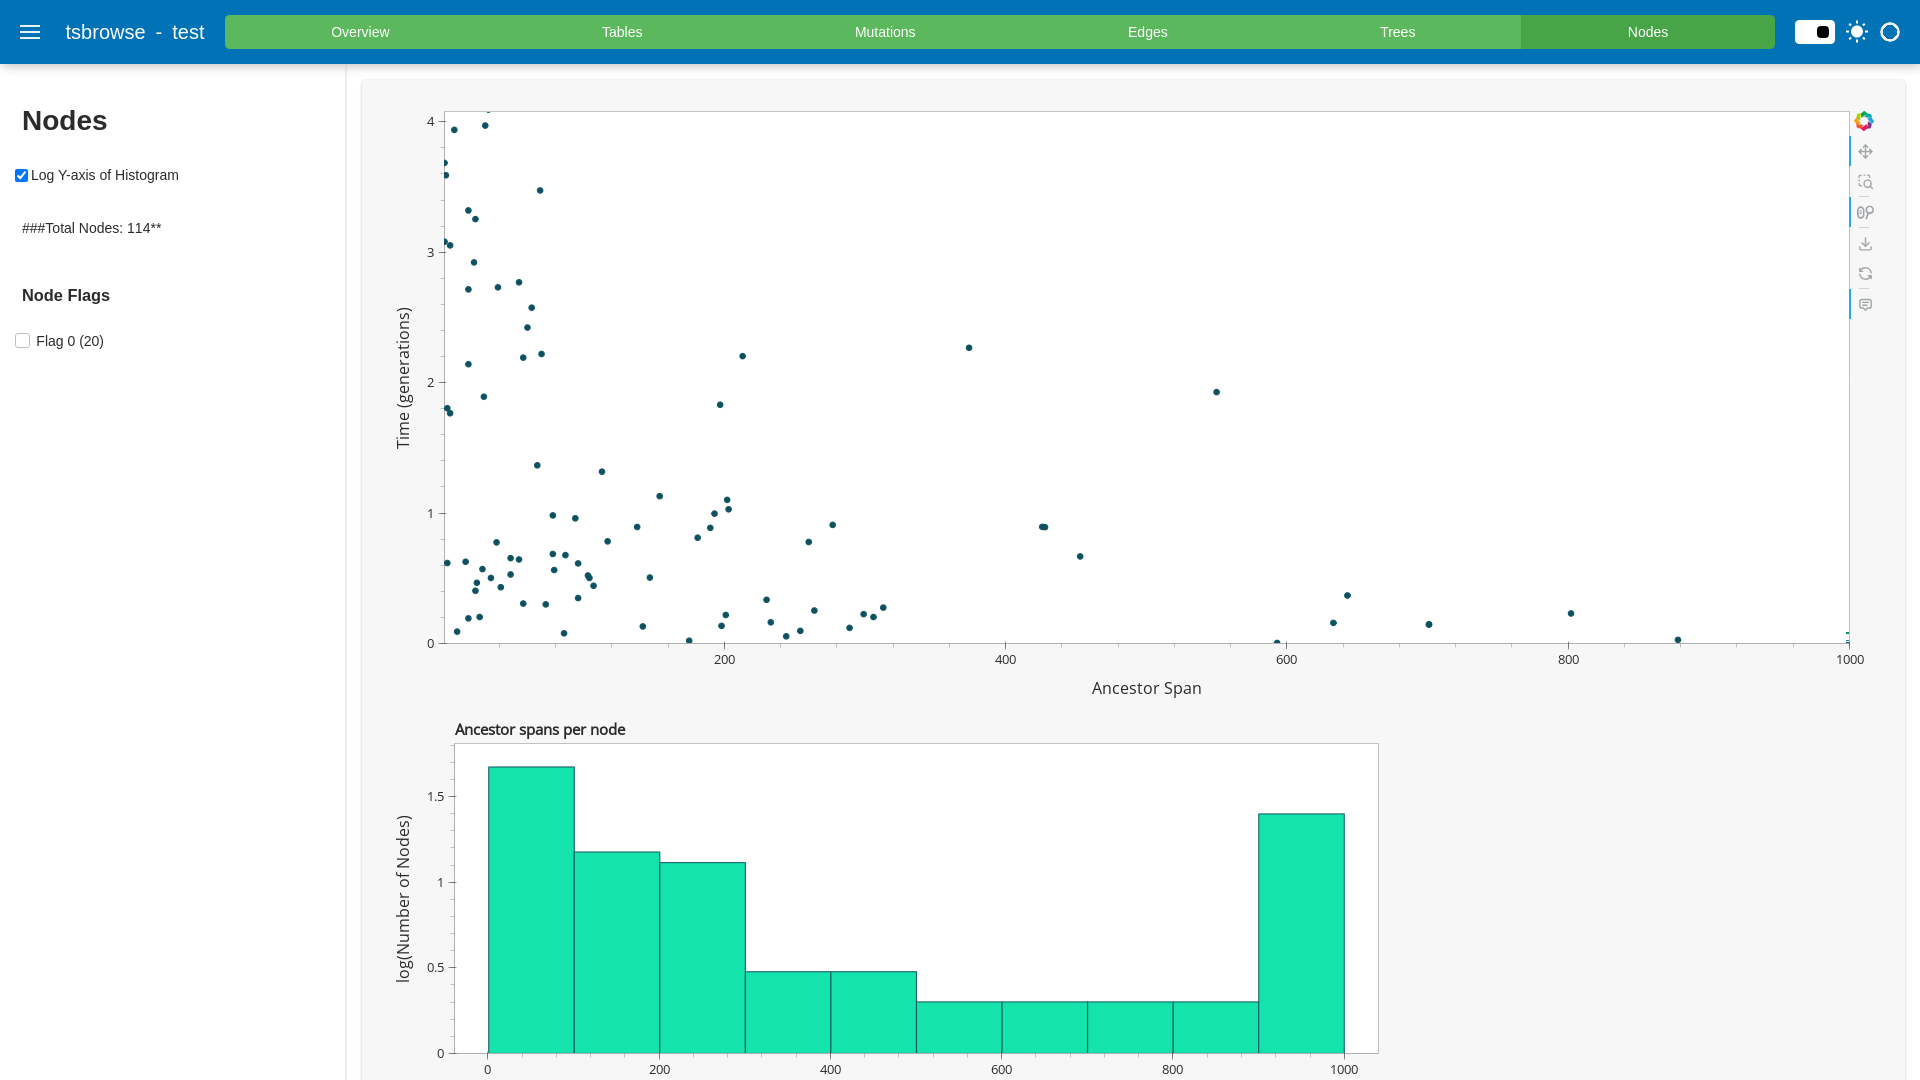 tsbrowse - test
Overview
Tables
Mutations
Edges
Trees
Nodes
Nodes
Log Y-axis of Histogram
###Total Nodes: 114**
Node Flags
Flag 0 (20)
4
3
2
1
0
Time (generations)
200
400
600
800
1000
Ancestor Span
Ancestor spans per node
1.5
1
0.5
0
log(Number of Nodes)
0
200
400
600
800
1000